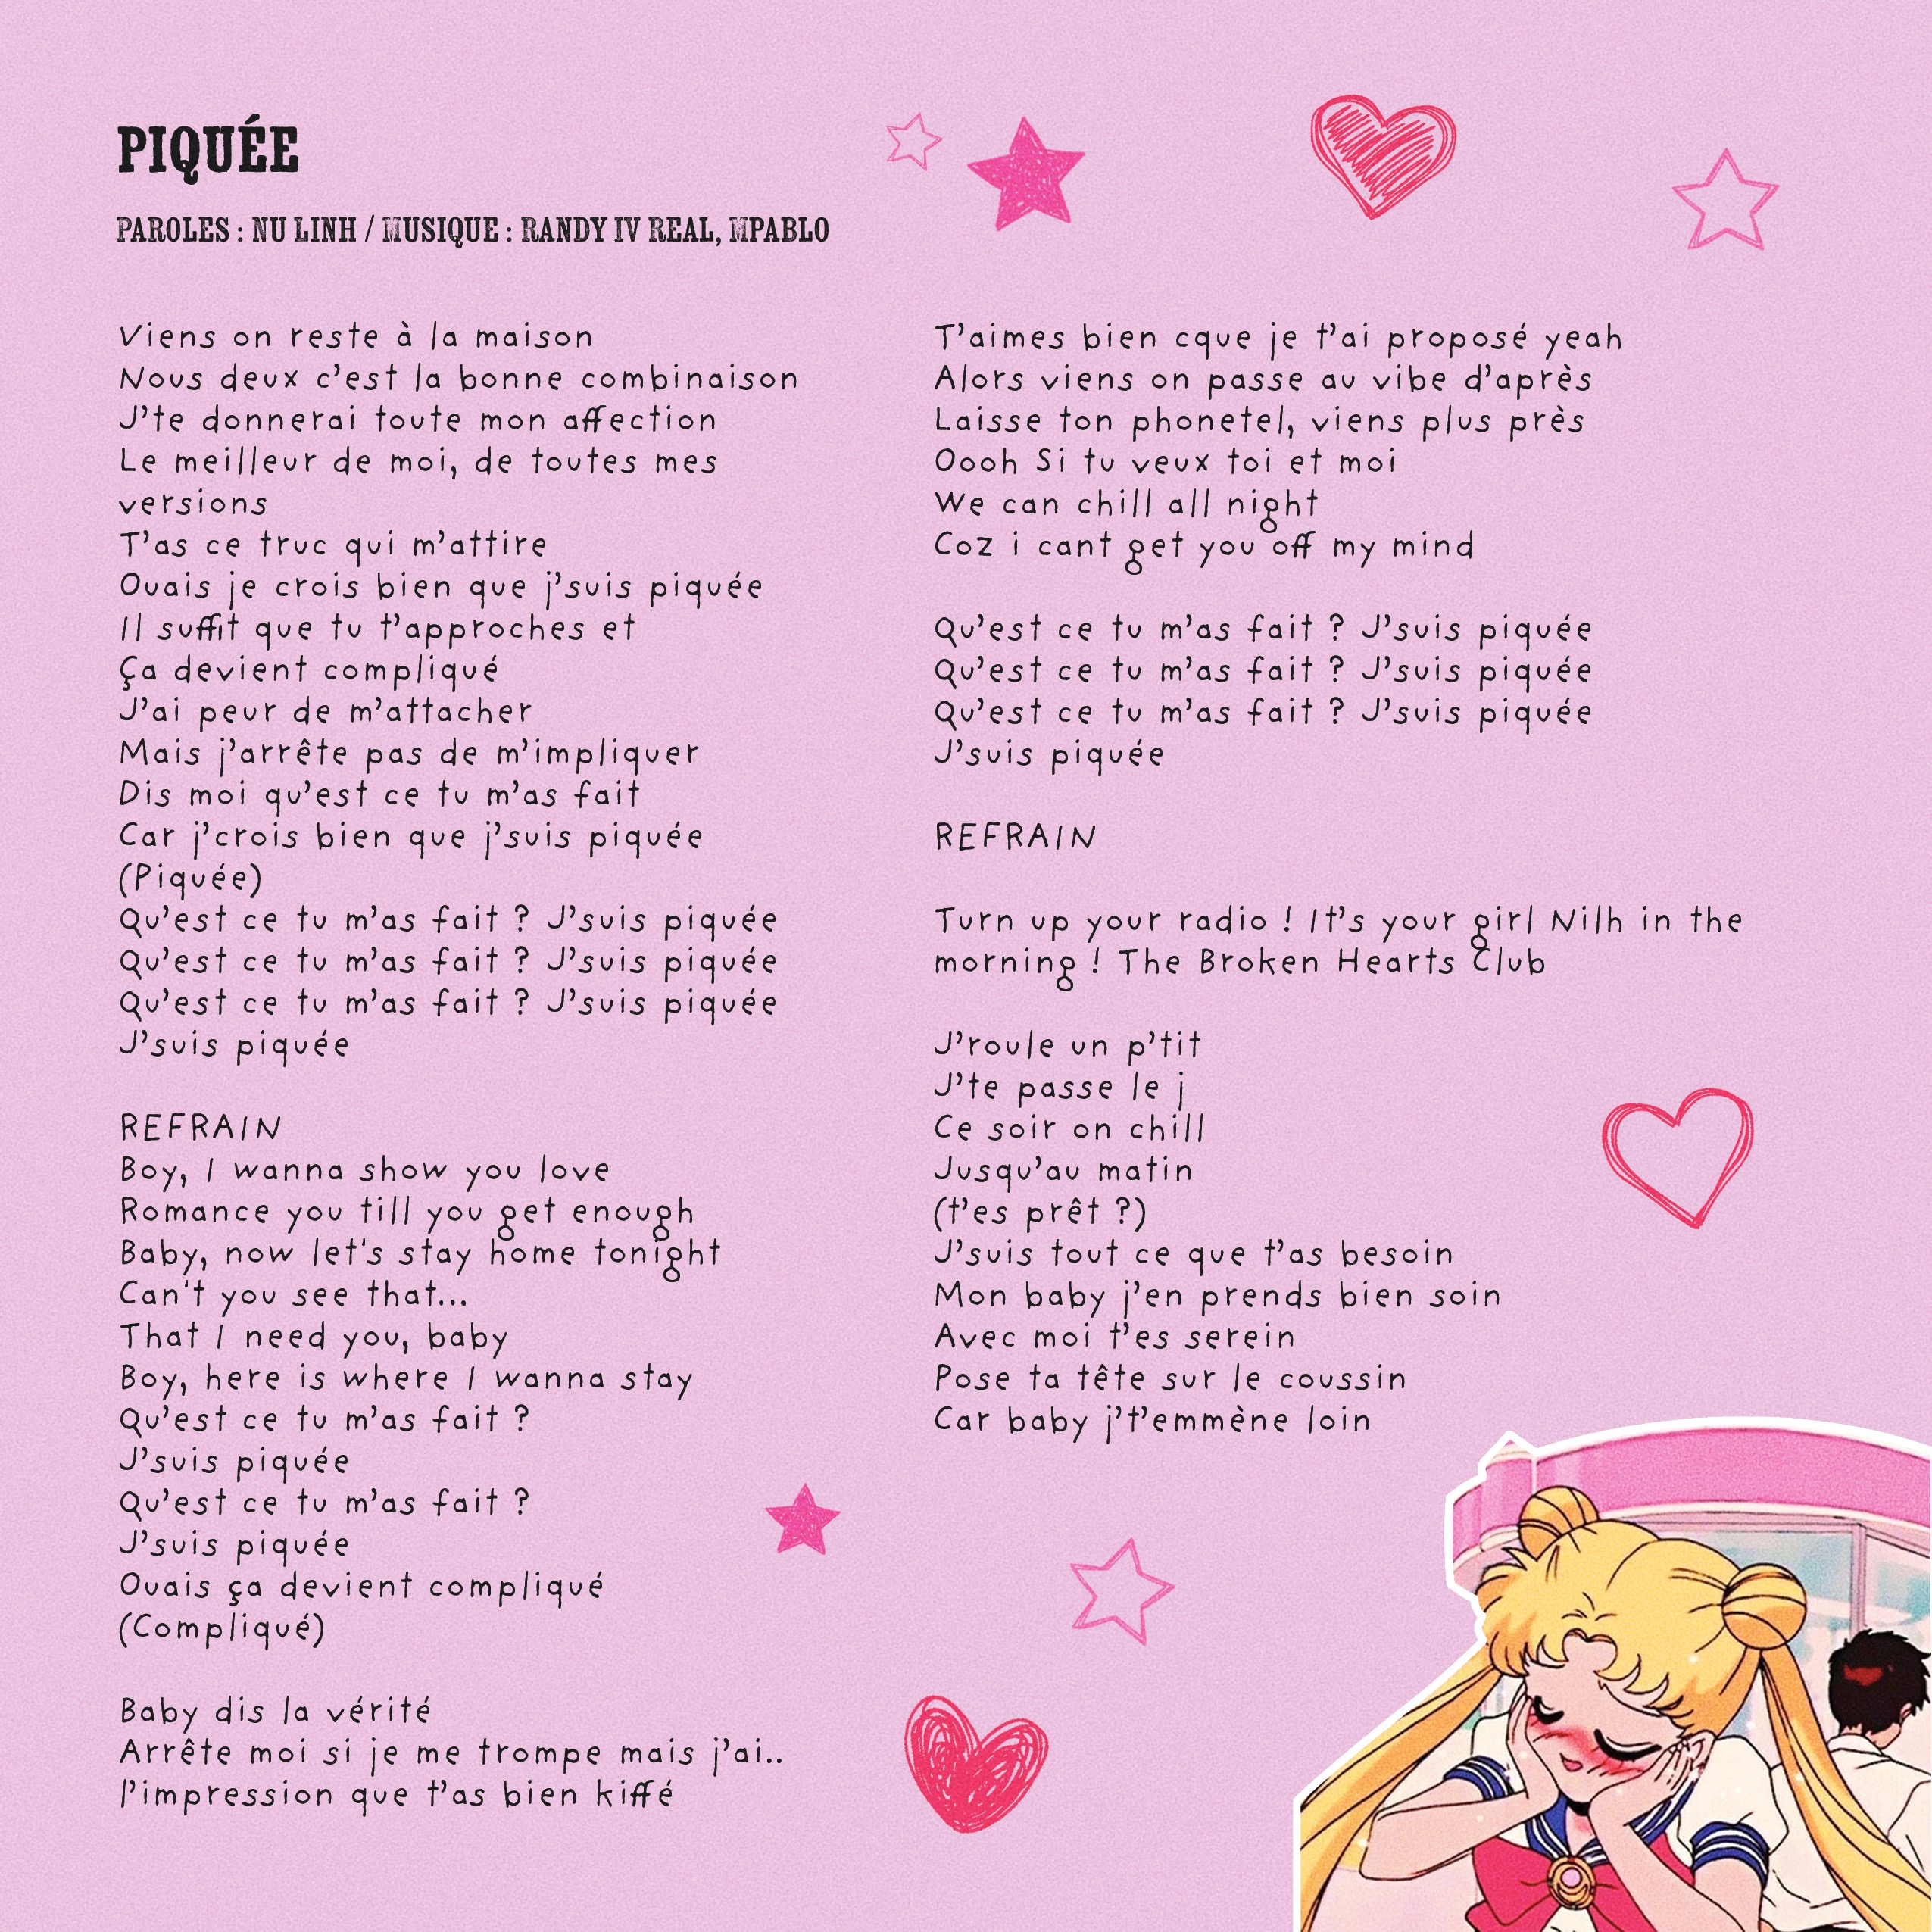 PIQUÉE
PAROLES : NU LINH / MUSIQUE : RANDY IV REAL, MPABLO
Viens on reste à la maison
Nous deux c'est la bonne combinaison
J'te donnerai toute mon affection
Le meilleur de moi, de toutes mes
versions
T'as ce truc qui m'attire
Ouais je crois bien que j'suis piquée
Il suffit que tu t'approches et
Ça devient compliqué
J'ai peur de m'attacher
Mais j'arrête pas de m'impliquer
Dis moi qu'est ce tu m'as fait
Car j'crois bien que j'suis piquée
(Piquée)
Qu'est ce tu m'as fait ? J'suis piquée
Qu'est ce tu m'as fait ? J'suis piquée
Qu'est ce tu m'as fait ? J'suis piquée
J'suis piquée
REFRAIN
Boy, I wanna show you love
Romance you till you get enough
Baby, now let's stay home tonight
Can't you see that...
That I need you, baby
Boy, here is where I wanna stay
Qu'est ce tu m'as fait ?
J'suis piquée
Qu'est ce tu m'as fait ?
J'suis piquée
Ouais ça devient compliqué
(Compliqué)
Baby dis la vérité
Arrête moi si je me trompe mais j'ai..
l'impression que t'as bien kiffé
T'aimes bien cque je t'ai proposé yeah
Alors viens on passe au vibe d'après
Laisse ton phonetel, viens plus près
Oooh Si tu veux toi et moi
We can chill all night
Coz i cant get you off my mind
Qu'est ce tu m'as fait ? J'suis piquée
Qu'est ce tu m'as fait ? J'suis piquée
Qu'est ce tu m'as fait ? J'suis piquée
J'suis piquée
REFRAIN
Turn up your radio ! It's your girl Nilh in the
morning ! The Broken Hearts Club
J'roule un p'tit
J'te passe le j
Ce soir on chill
Jusqu'au matin
(t'es prêt ?)
J'suis tout ce que t'as besoin
Mon baby j'en prends bien soin
Avec moi t'es serein
Pose ta tête sur le coussin
Car baby j't'emmène loin